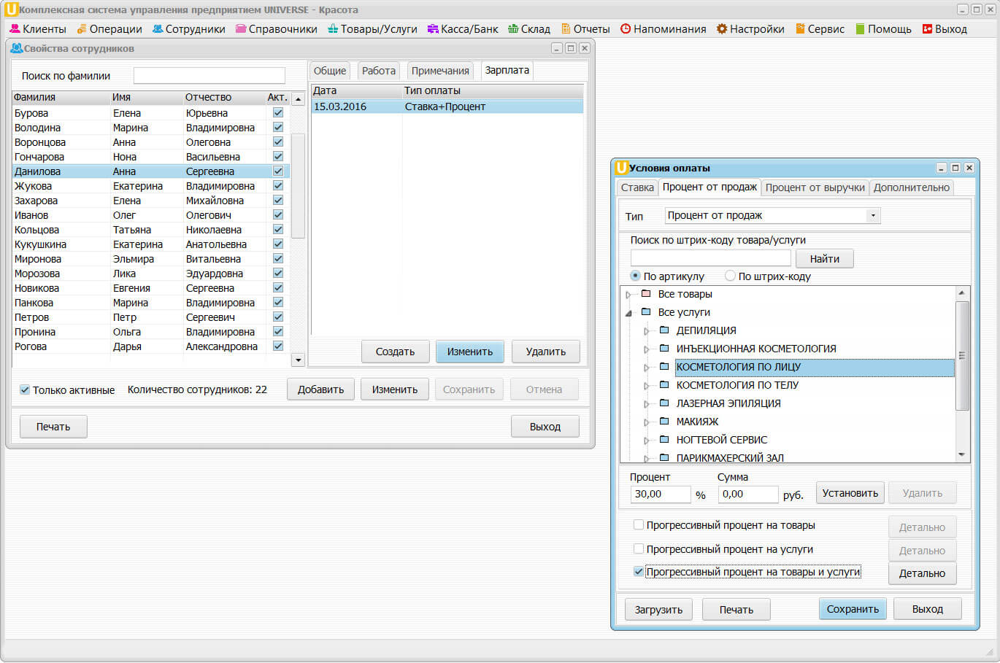 Комплексная система управления предприятием UNIVERSE - Красота
Клиенты Операции Сотрудники Справочники Товары/Услуги Касса/Банк Склад Отчеты Напоминания Настройки Сервис Помощь Выход
Свойства сотрудников
Поиск по фамилии
Фамилия Имя Отчество Акт.
Бурова Елена Юрьевна
Володина Марина Владимировна
Воронцова Анна Олеговна
Гончарова Нона Васильевна
Данилова Анна Сергеевна
Жукова Екатерина Владимировна
Захарова Елена Михайловна
Иванов Олег Олегович
Кольцова Татьяна Николаевна
Кукушкина Екатерина Анатольевна
Миронова Эльмира Витальевна
Морозова Лика Эдуардовна
Новикова Евгения Сергеевна
Панкова Марина Владимировна
Петров Петр Сергеевич
Пронина Ольга Владимировна
Рогова Дарья Александровна
Общие Работа Примечания Зарплата
Дата Тип оплаты
15.03.2016 Ставка+Процент
Создать Изменить Удалить
Только активные Количество сотрудников: 22 Добавить Изменить Сохранить Отмена
Печать Выход
U Условия оплаты
Ставка Процент от продаж Процент от выручки Дополнительно
Тип Процент от продаж
Поиск по штрих-коду товара/услуги
Найти
По артикулу По штрих-коду
Все товары
Все услуги
ДЕПИЛЯЦИЯ
ИНЪЕКЦИОННАЯ КОСМЕТОЛОГИЯ
КОСМЕТОЛОГИЯ ПО ЛИЦУ
КОСМЕТОЛОГИЯ ПО ТЕЛУ
ЛАЗЕРНАЯ ЭПИЛЯЦИЯ
МАКИЯЖ
НОГТЕВОЙ СЕРВИС
ПАРИКМАХЕРСКИЙ ЗАЛ
Процент Сумма
30,00 % 0,00 руб. Установить Удалить
Прогрессивный процент на товары Детально
Прогрессивный процент на услуги Детально
Прогрессивный процент на товары и услуги Детально
Загрузить Печать Сохранить Выход